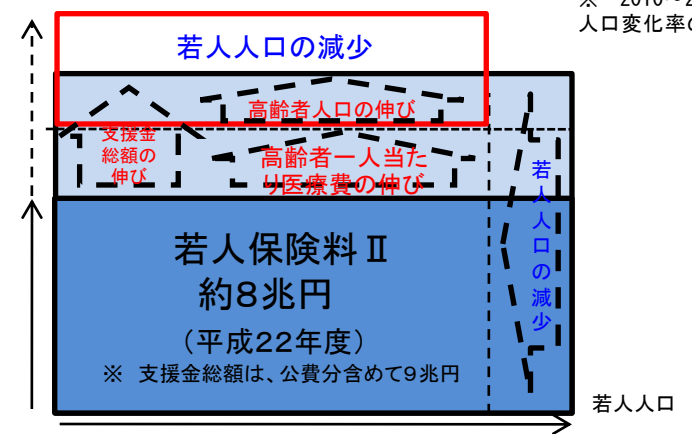 ※ 2010～2
人口変化率の
若人人口の減少
高齢者人口の伸び
支援金
総額の
伸び
高齢者一人当た
り医療費の伸び
若人人口の減少
若人保険料Ⅱ
約8兆円
（平成22年度）
※ 支援金総額は、公費分含めて9兆円
若人人口